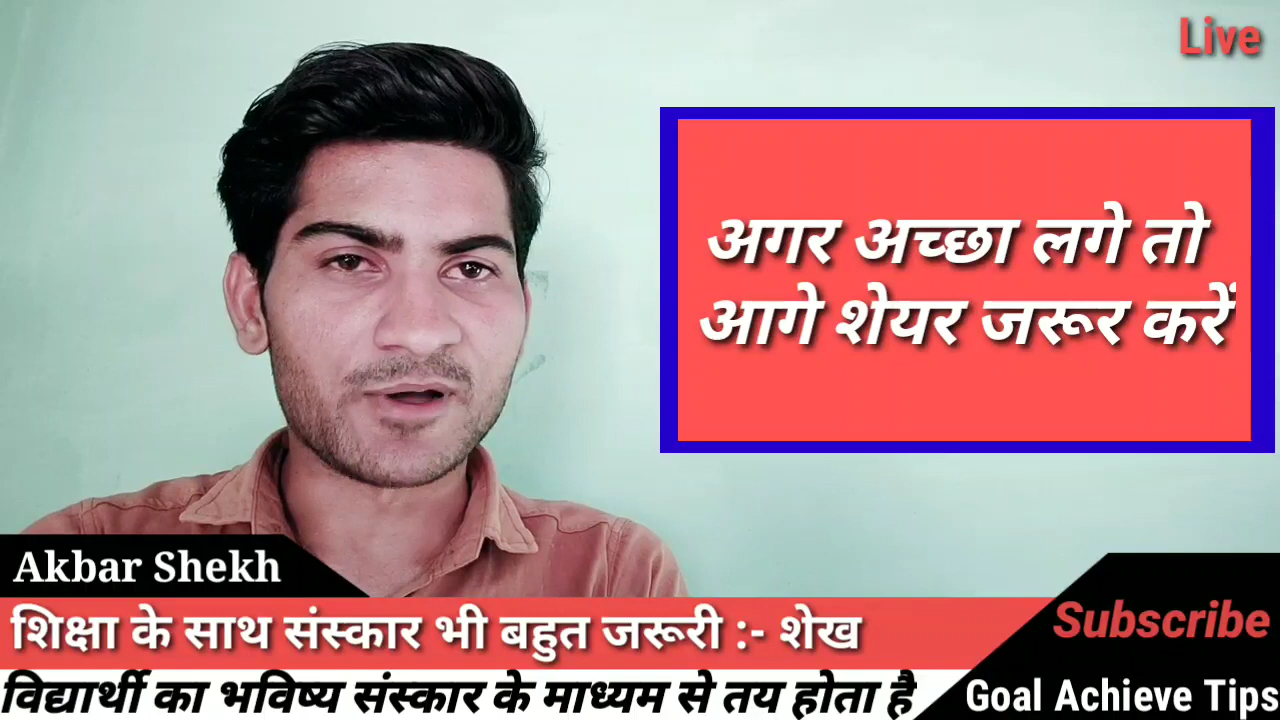 Live
अगर अच्छा लगे तो
आगे शेयर जरूर करें
Akbar Shekh
शिक्षा के साथ संस्कार भी बहुत जरूरी :- शेख
Subscribe
विद्यार्थी का भविष्य संस्कार के माध्यम से तय होता है
Goal Achieve Tips